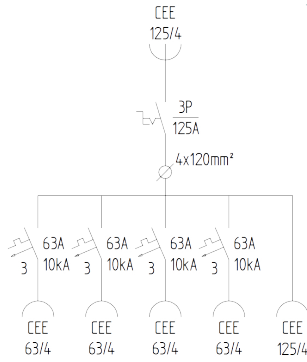 CEE
125/4
3P
125A
4x120mm²
63A 63A 63A 63A
10kA 10kA 10kA 10kA
3 3 3 3
CEE CEE CEE CEE CEE
63/4 63/4 63/4 63/4 125/4